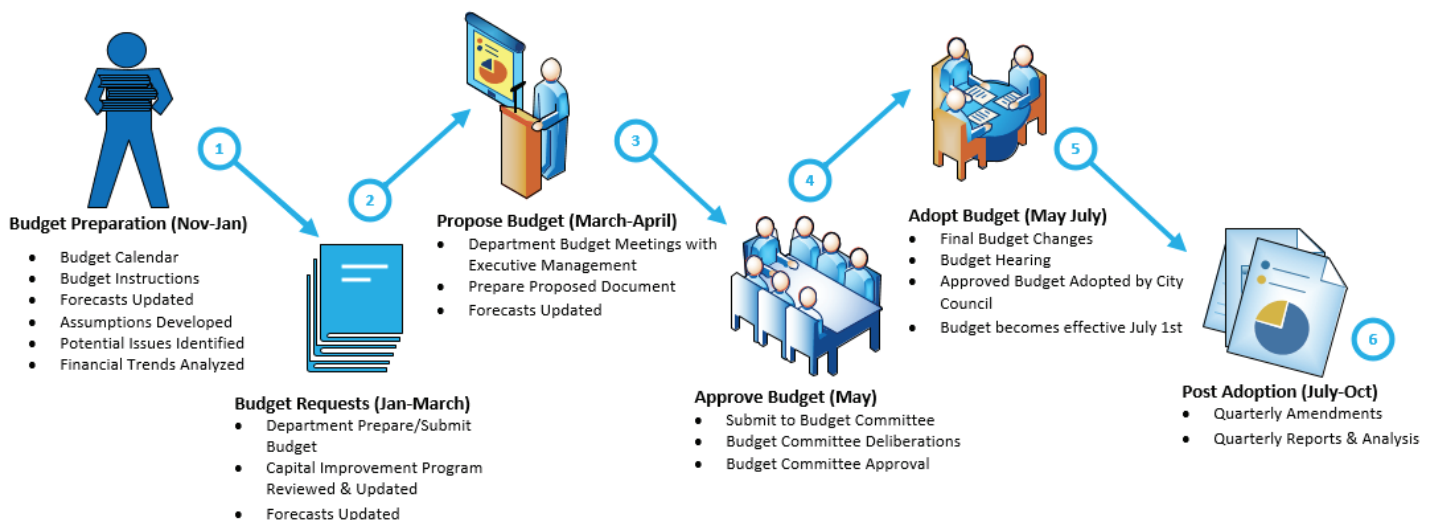 1
Budget Preparation (Nov-Jan)
● Budget Calendar
● Budget Instructions
● Forecasts Updated
● Assumptions Developed
● Potential Issues Identified
● Financial Trends Analyzed
2
Budget Requests (Jan-March)
● Department Prepare/Submit
Budget
● Capital Improvement Program
Reviewed & Updated
● Forecasts Updated
3
Propose Budget (March-April)
● Department Budget Meetings with
Executive Management
● Prepare Proposed Document
● Forecasts Updated
4
Approve Budget (May)
● Submit to Budget Committee
● Budget Committee Deliberations
● Budget Committee Approval
5
Adopt Budget (May July)
● Final Budget Changes
● Budget Hearing
● Approved Budget Adopted by City
Council
● Budget becomes effective July 1st
6
Post Adoption (July-Oct)
● Quarterly Amendments
● Quarterly Reports & Analysis